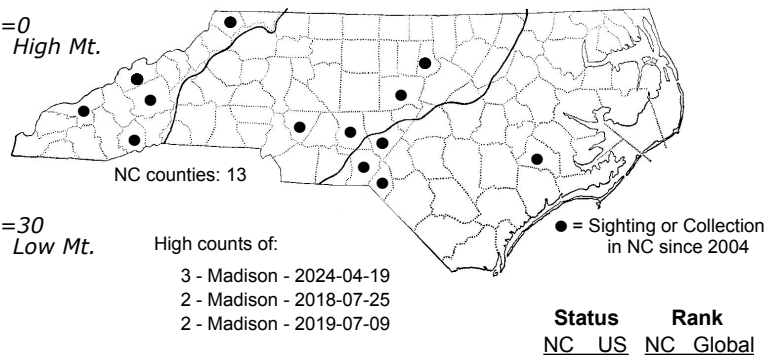 =0
High Mt.
NC counties: 13
=30
Low Mt.
High counts of:
3 - Madison - 2024-04-19
2 - Madison - 2018-07-25
2 - Madison - 2019-07-09
● = Sighting or Collection
in NC since 2004
Status Rank
NC US NC Global